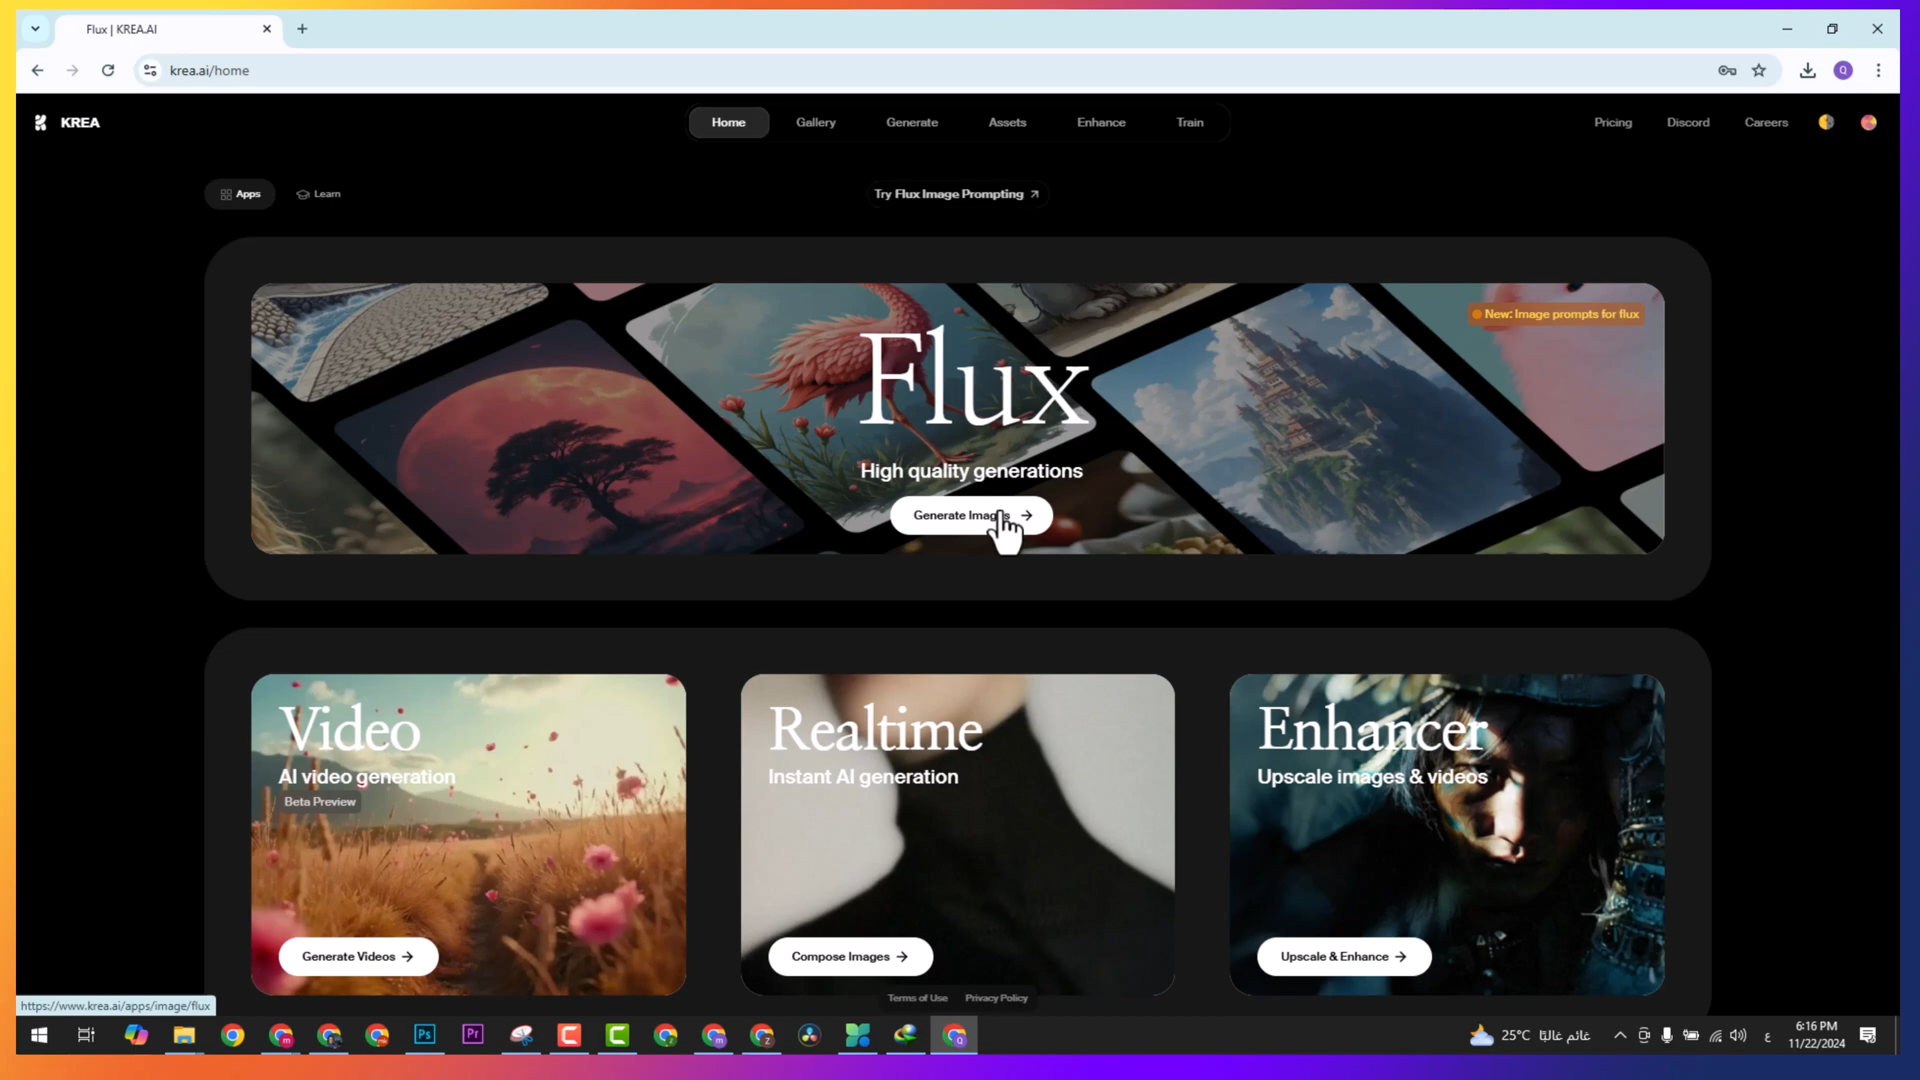 Flux | KREA.AI
krea.ai/home
Q
KREA
Home
Gallery
Generate
Assets
Enhance
Train
Pricing
Discord
Careers
Apps
Learn
Try Flux Image Prompting
New: Image prompts for flux
Flux
High quality generations
Generate Images
Video
AI video generation
Beta Preview
Generate Videos
Realtime
Instant AI generation
Compose Images
Enhancer
Upscale images & videos
Upscale & Enhance
Terms of Use
Privacy Policy
https://www.krea.ai/apps/image/flux
Ps
Pr
25°C غائم غالبًا
ع
6:16 PM
11/22/2024